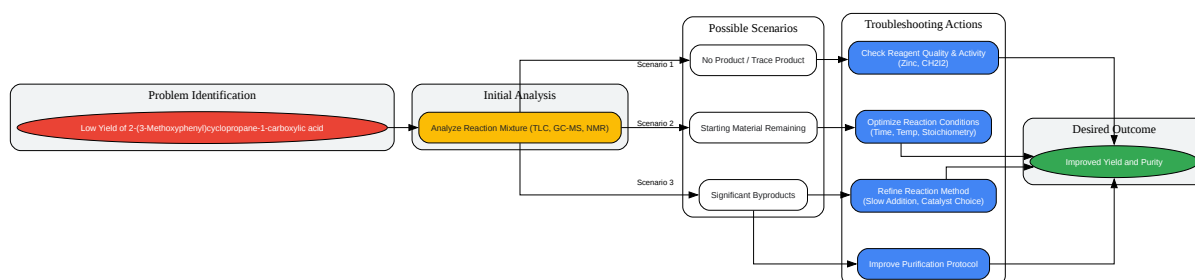 Problem Identification
Low Yield of 2-(3-Methoxyphenyl)cyclopropane-1-carboxylic acid
Initial Analysis
Analyze Reaction Mixture (TLC, GC-MS, NMR)
Scenario 1
Scenario 2
Scenario 3
Possible Scenarios
No Product / Trace Product
Starting Material Remaining
Significant Byproducts
Troubleshooting Actions
Check Reagent Quality & Activity
(Zinc, CH2I2)
Optimize Reaction Conditions
(Time, Temp, Stoichiometry)
Refine Reaction Method
(Slow Addition, Catalyst Choice)
Improve Purification Protocol
Desired Outcome
Improved Yield and Purity